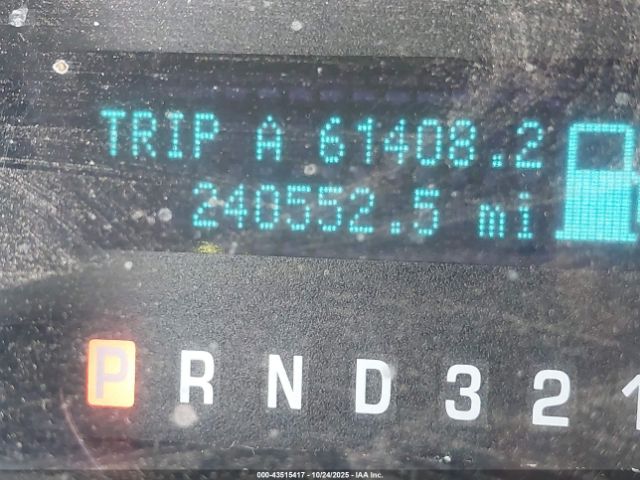 TRIP A 61408.2
240552.5 mi
P R N D 3 2 1
000-43515417 - 10/24/2025 - IAA Inc.